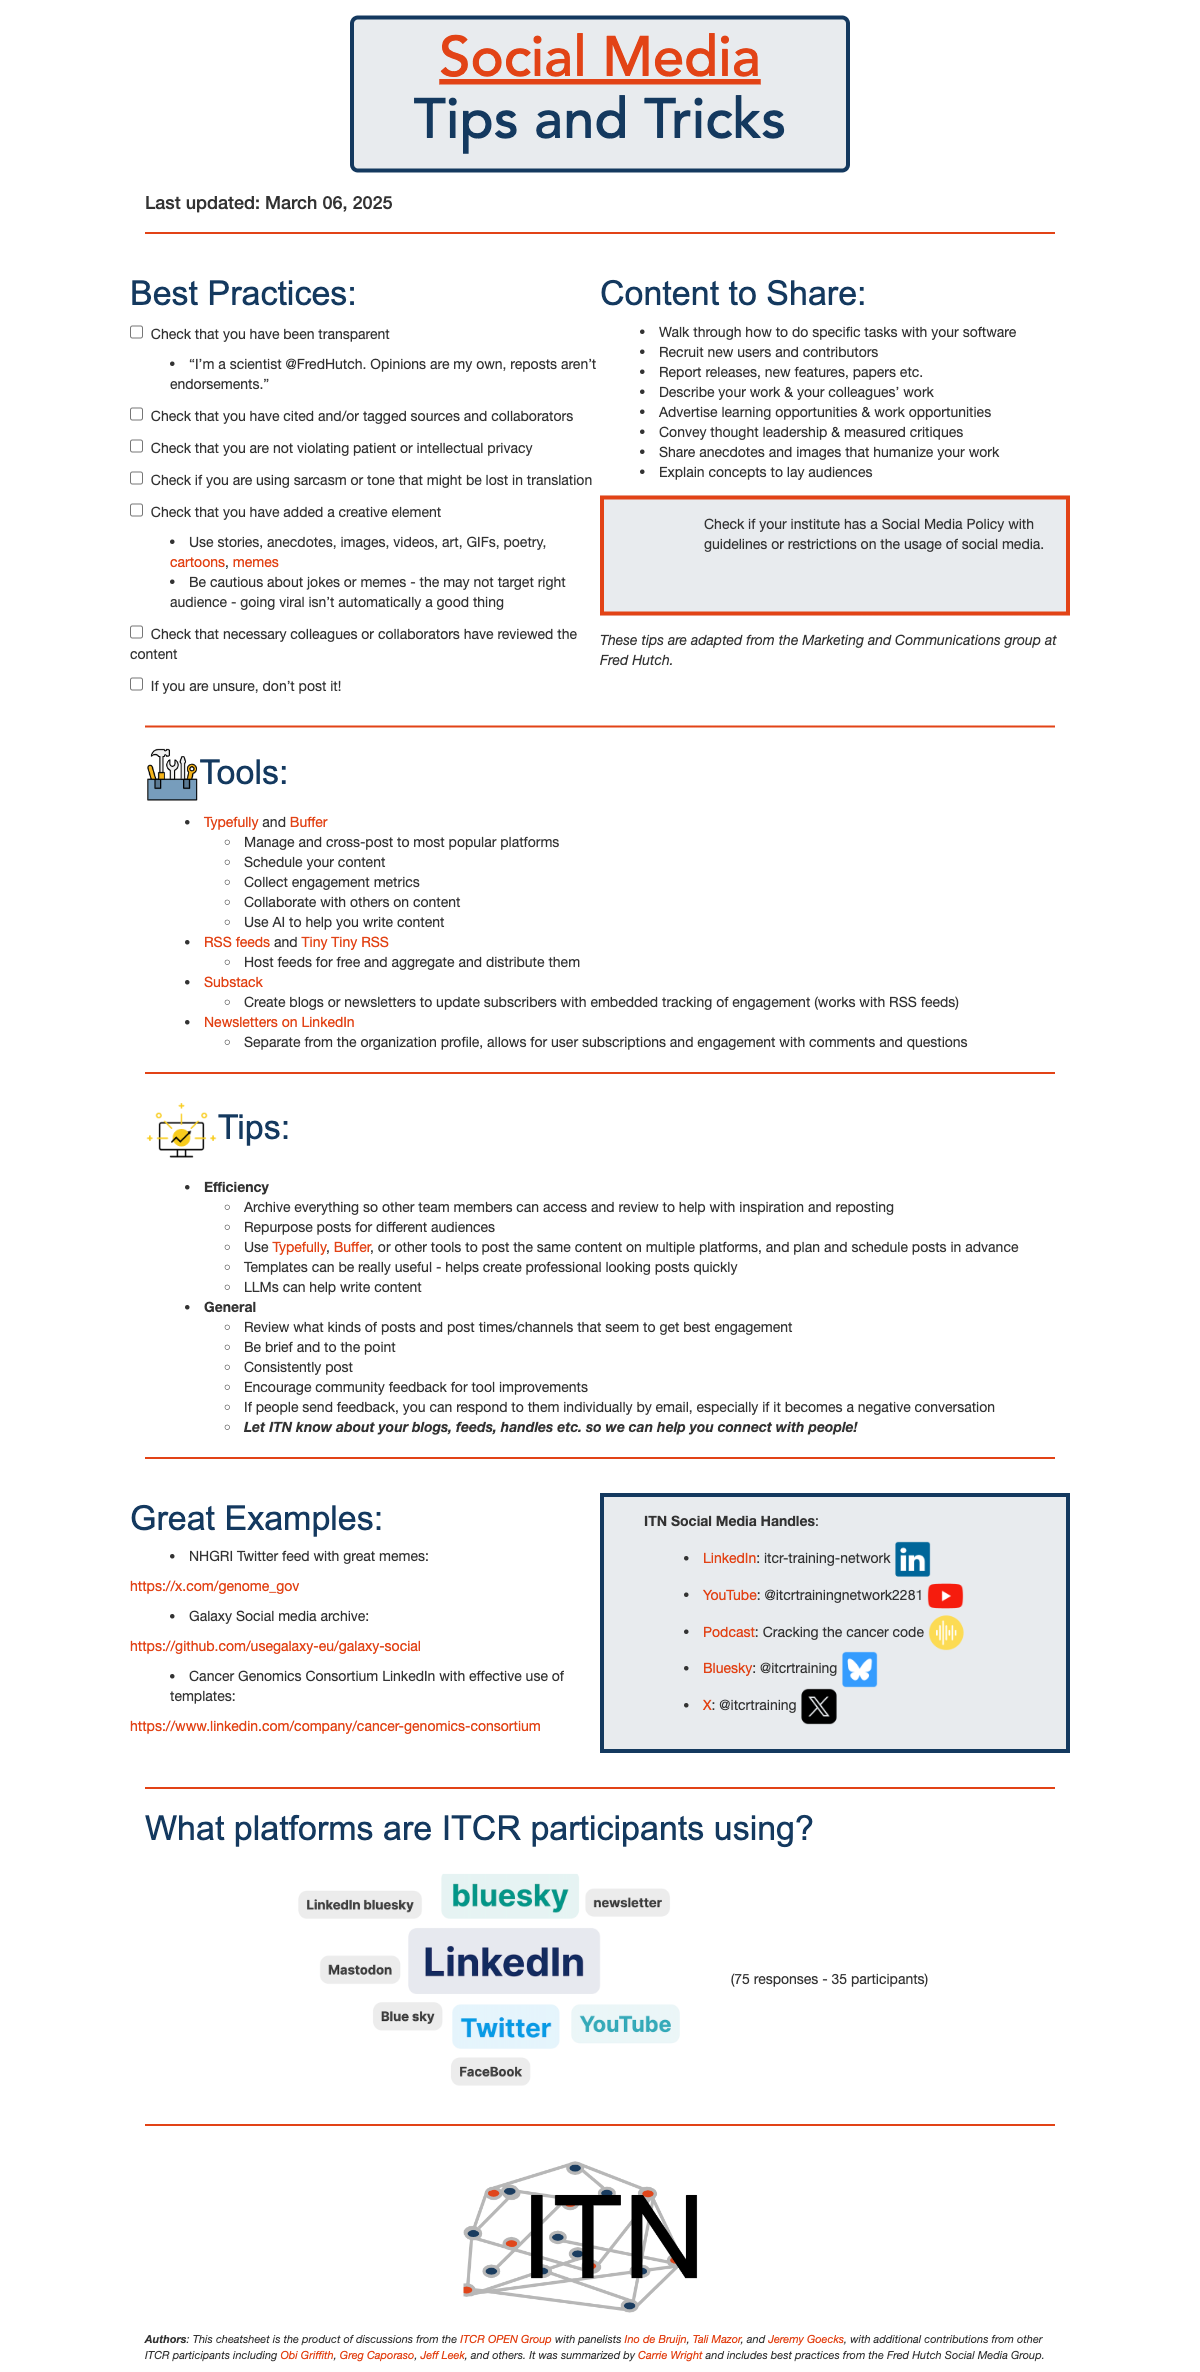 Social Media
Tips and Tricks
Last updated: March 06, 2025
Best Practices:
Check that you have been transparent
• “I’m a scientist @FredHutch. Opinions are my own, reposts aren’t
endorsements.”
Check that you have cited and/or tagged sources and collaborators
Check that you are not violating patient or intellectual privacy
Check if you are using sarcasm or tone that might be lost in translation
Check that you have added a creative element
• Use stories, anecdotes, images, videos, art, GIFs, poetry,
cartoons, memes
• Be cautious about jokes or memes - the may not target right
audience - going viral isn’t automatically a good thing
Check that necessary colleagues or collaborators have reviewed the
content
If you are unsure, don’t post it!
Content to Share:
• Walk through how to do specific tasks with your software
• Recruit new users and contributors
• Report releases, new features, papers etc.
• Describe your work & your colleagues’ work
• Advertise learning opportunities & work opportunities
• Convey thought leadership & measured critiques
• Share anecdotes and images that humanize your work
• Explain concepts to lay audiences
Check if your institute has a Social Media Policy with
guidelines or restrictions on the usage of social media.
These tips are adapted from the Marketing and Communications group at
Fred Hutch.
Tools:
• Typefully and Buffer
◦ Manage and cross-post to most popular platforms
◦ Schedule your content
◦ Collect engagement metrics
◦ Collaborate with others on content
◦ Use AI to help you write content
• RSS feeds and Tiny Tiny RSS
◦ Host feeds for free and aggregate and distribute them
• Substack
◦ Create blogs or newsletters to update subscribers with embedded tracking of engagement (works with RSS feeds)
• Newsletters on LinkedIn
◦ Separate from the organization profile, allows for user subscriptions and engagement with comments and questions
Tips:
• Efficiency
◦ Archive everything so other team members can access and review to help with inspiration and reposting
◦ Repurpose posts for different audiences
◦ Use Typefully, Buffer, or other tools to post the same content on multiple platforms, and plan and schedule posts in advance
◦ Templates can be really useful - helps create professional looking posts quickly
◦ LLMs can help write content
• General
◦ Review what kinds of posts and post times/channels that seem to get best engagement
◦ Be brief and to the point
◦ Consistently post
◦ Encourage community feedback for tool improvements
◦ If people send feedback, you can respond to them individually by email, especially if it becomes a negative conversation
◦ Let ITN know about your blogs, feeds, handles etc. so we can help you connect with people!
Great Examples:
• NHGRI Twitter feed with great memes:
https://x.com/genome_gov
• Galaxy Social media archive:
https://github.com/usegalaxy-eu/galaxy-social
• Cancer Genomics Consortium LinkedIn with effective use of
templates:
https://www.linkedin.com/company/cancer-genomics-consortium
ITN Social Media Handles:
• LinkedIn: itcr-training-network in
• YouTube: @itcrtrainingnetwork2281
• Podcast: Cracking the cancer code
• Bluesky: @itcrtraining
• X: @itcrtraining X
What platforms are ITCR participants using?
LinkedIn bluesky
bluesky
newsletter
Mastodon
LinkedIn
(75 responses - 35 participants)
Blue sky
Twitter
YouTube
FaceBook
ITN
Authors: This cheatsheet is the product of discussions from the ITCR OPEN Group with panelists Ino de Bruijn, Tali Mazor, and Jeremy Goecks, with additional contributions from other
ITCR participants including Obi Griffith, Greg Caporaso, Jeff Leek, and others. It was summarized by Carrie Wright and includes best practices from the Fred Hutch Social Media Group.